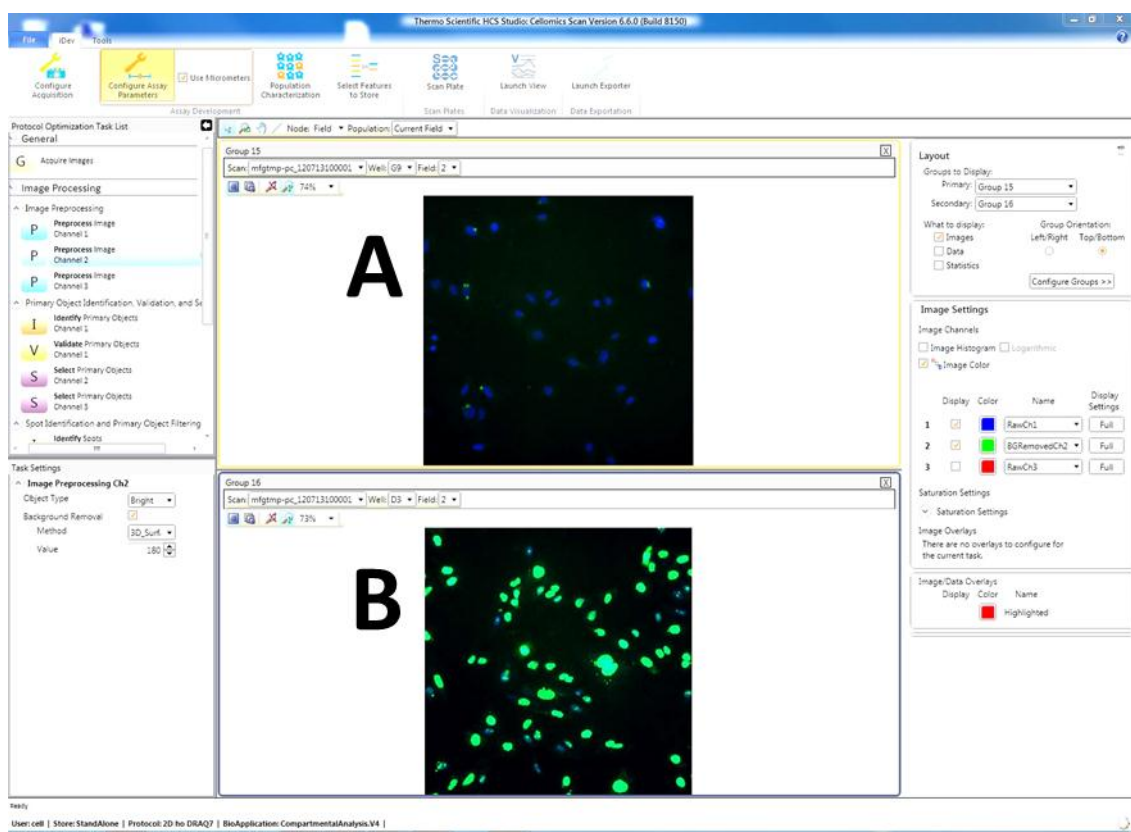 Thermo Scientific HCS Studio: Cellomics Scan Version 6.6.0 (Build 8150)
File iDev Tools
Configure Acquisition
Configure Assay Parameters
Use Micrometers
Population Characterization
Select Features to Store
Scan Plate
Launch View
Launch Exporter
Assay Development
Scan Plates
Data Visualization
Data Exportation
Protocol Optimization Task List
General
G Acquire Images
Image Processing
Image Preprocessing
P Preprocess Image
Channel 1
P Preprocess Image
Channel 2
P Preprocess Image
Channel 3
Primary Object Identification, Validation, and Se
I Identify Primary Objects
Channel 1
V Validate Primary Objects
Channel 1
S Select Primary Objects
Channel 2
S Select Primary Objects
Channel 3
Spot Identification and Primary Object Filtering
Identify Spots
Task Settings
Image Preprocessing Ch2
Object Type Bright
Background Removal
Method 3D_Surf.
Value 180
Node: Field Population: Current Field
Group 15 X
Scan: mfgtmp-pc_120713100001 Well: G9 Field: 2
74%
A
Group 16 X
Scan: mfgtmp-pc_120713100001 Well: D3 Field: 2
73%
B
Layout
Groups to Display:
Primary: Group 15
Secondary: Group 16
What to display: Group Orientation:
Images Left/Right Top/Bottom
Data
Statistics
Configure Groups >>
Image Settings
Image Channels
Image Histogram Logarithmic
Image Color
Display Color Name Display Settings
1 RawCh1 Full
2 BGRemovedCh2 Full
3 RawCh3 Full
Saturation Settings
Saturation Settings
Image Overlays
There are no overlays to configure for
the current task.
Image/Data Overlays
Display Color Name
Highlighted
Ready
User: cell | Store: StandAlone | Protocol: 2D ho DRAQ7 | BioApplication: CompartmentalAnalysis.V4 |